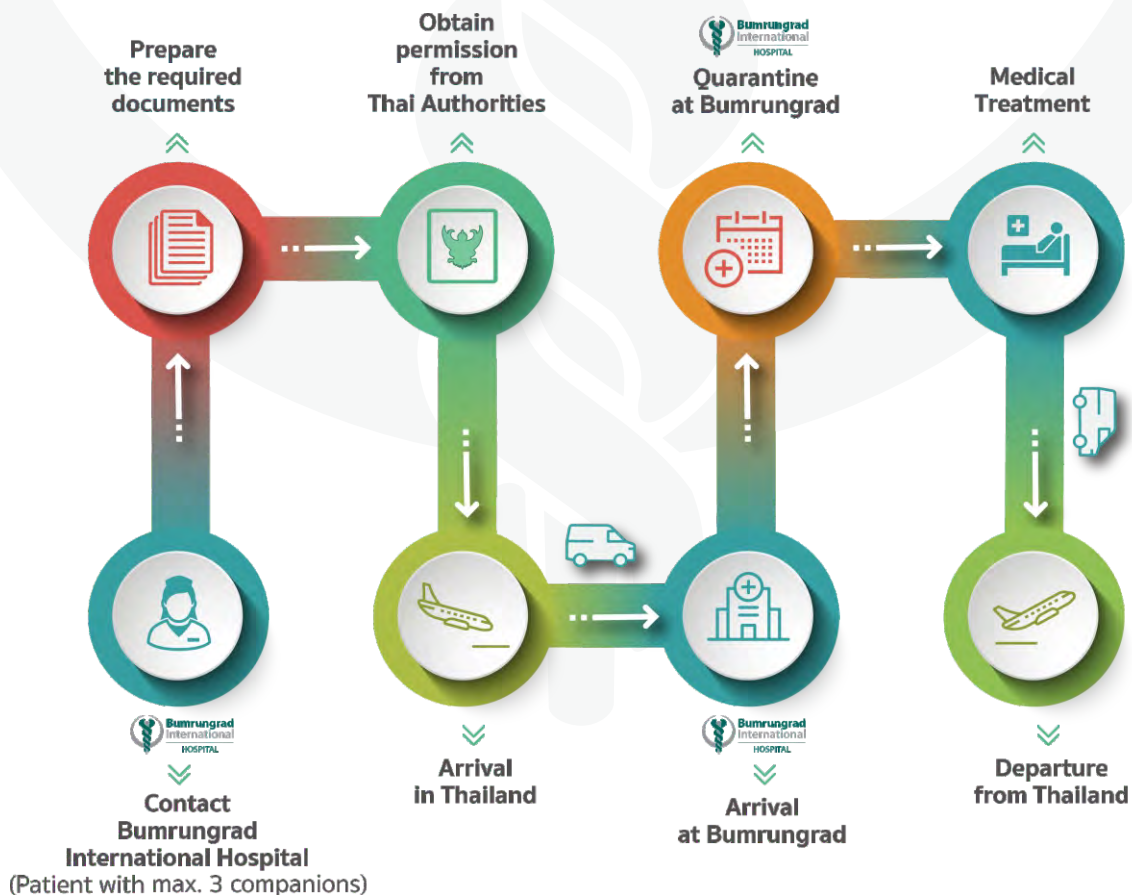 Prepare
the required
documents
Obtain
permission
from
Thai Authorities
Bumrungrad
International
HOSPITAL
Quarantine
at Bumrungrad
Medical
Treatment
Bumrungrad
International
HOSPITAL
Contact
Bumrungrad
International Hospital
(Patient with max. 3 companions)
Arrival
in Thailand
Bumrungrad
International
HOSPITAL
Arrival
at Bumrungrad
Departure
from Thailand